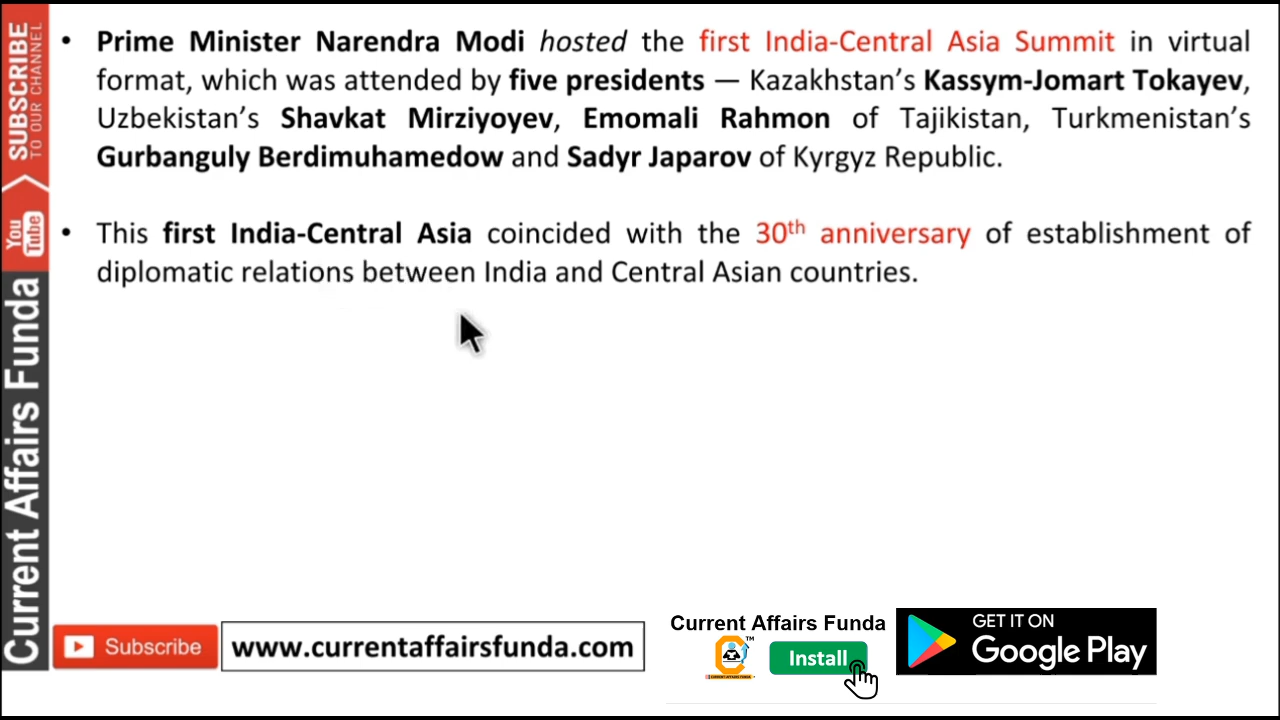 SUBSCRIBE
TO OUR CHANNEL
You
Tube
Current Affairs Funda
• Prime Minister Narendra Modi hosted the first India-Central Asia Summit in virtual
format, which was attended by five presidents — Kazakhstan’s Kassym-Jomart Tokayev,
Uzbekistan’s Shavkat Mirziyoyev, Emomali Rahmon of Tajikistan, Turkmenistan’s
Gurbanguly Berdimuhamedow and Sadyr Japarov of Kyrgyz Republic.
• This first India-Central Asia coincided with the 30th anniversary of establishment of
diplomatic relations between India and Central Asian countries.
Subscribe
www.currentaffairsfunda.com
Current Affairs Funda
TM
CURRENT AFFAIRS FUNDA
Install
GET IT ON
Google Play